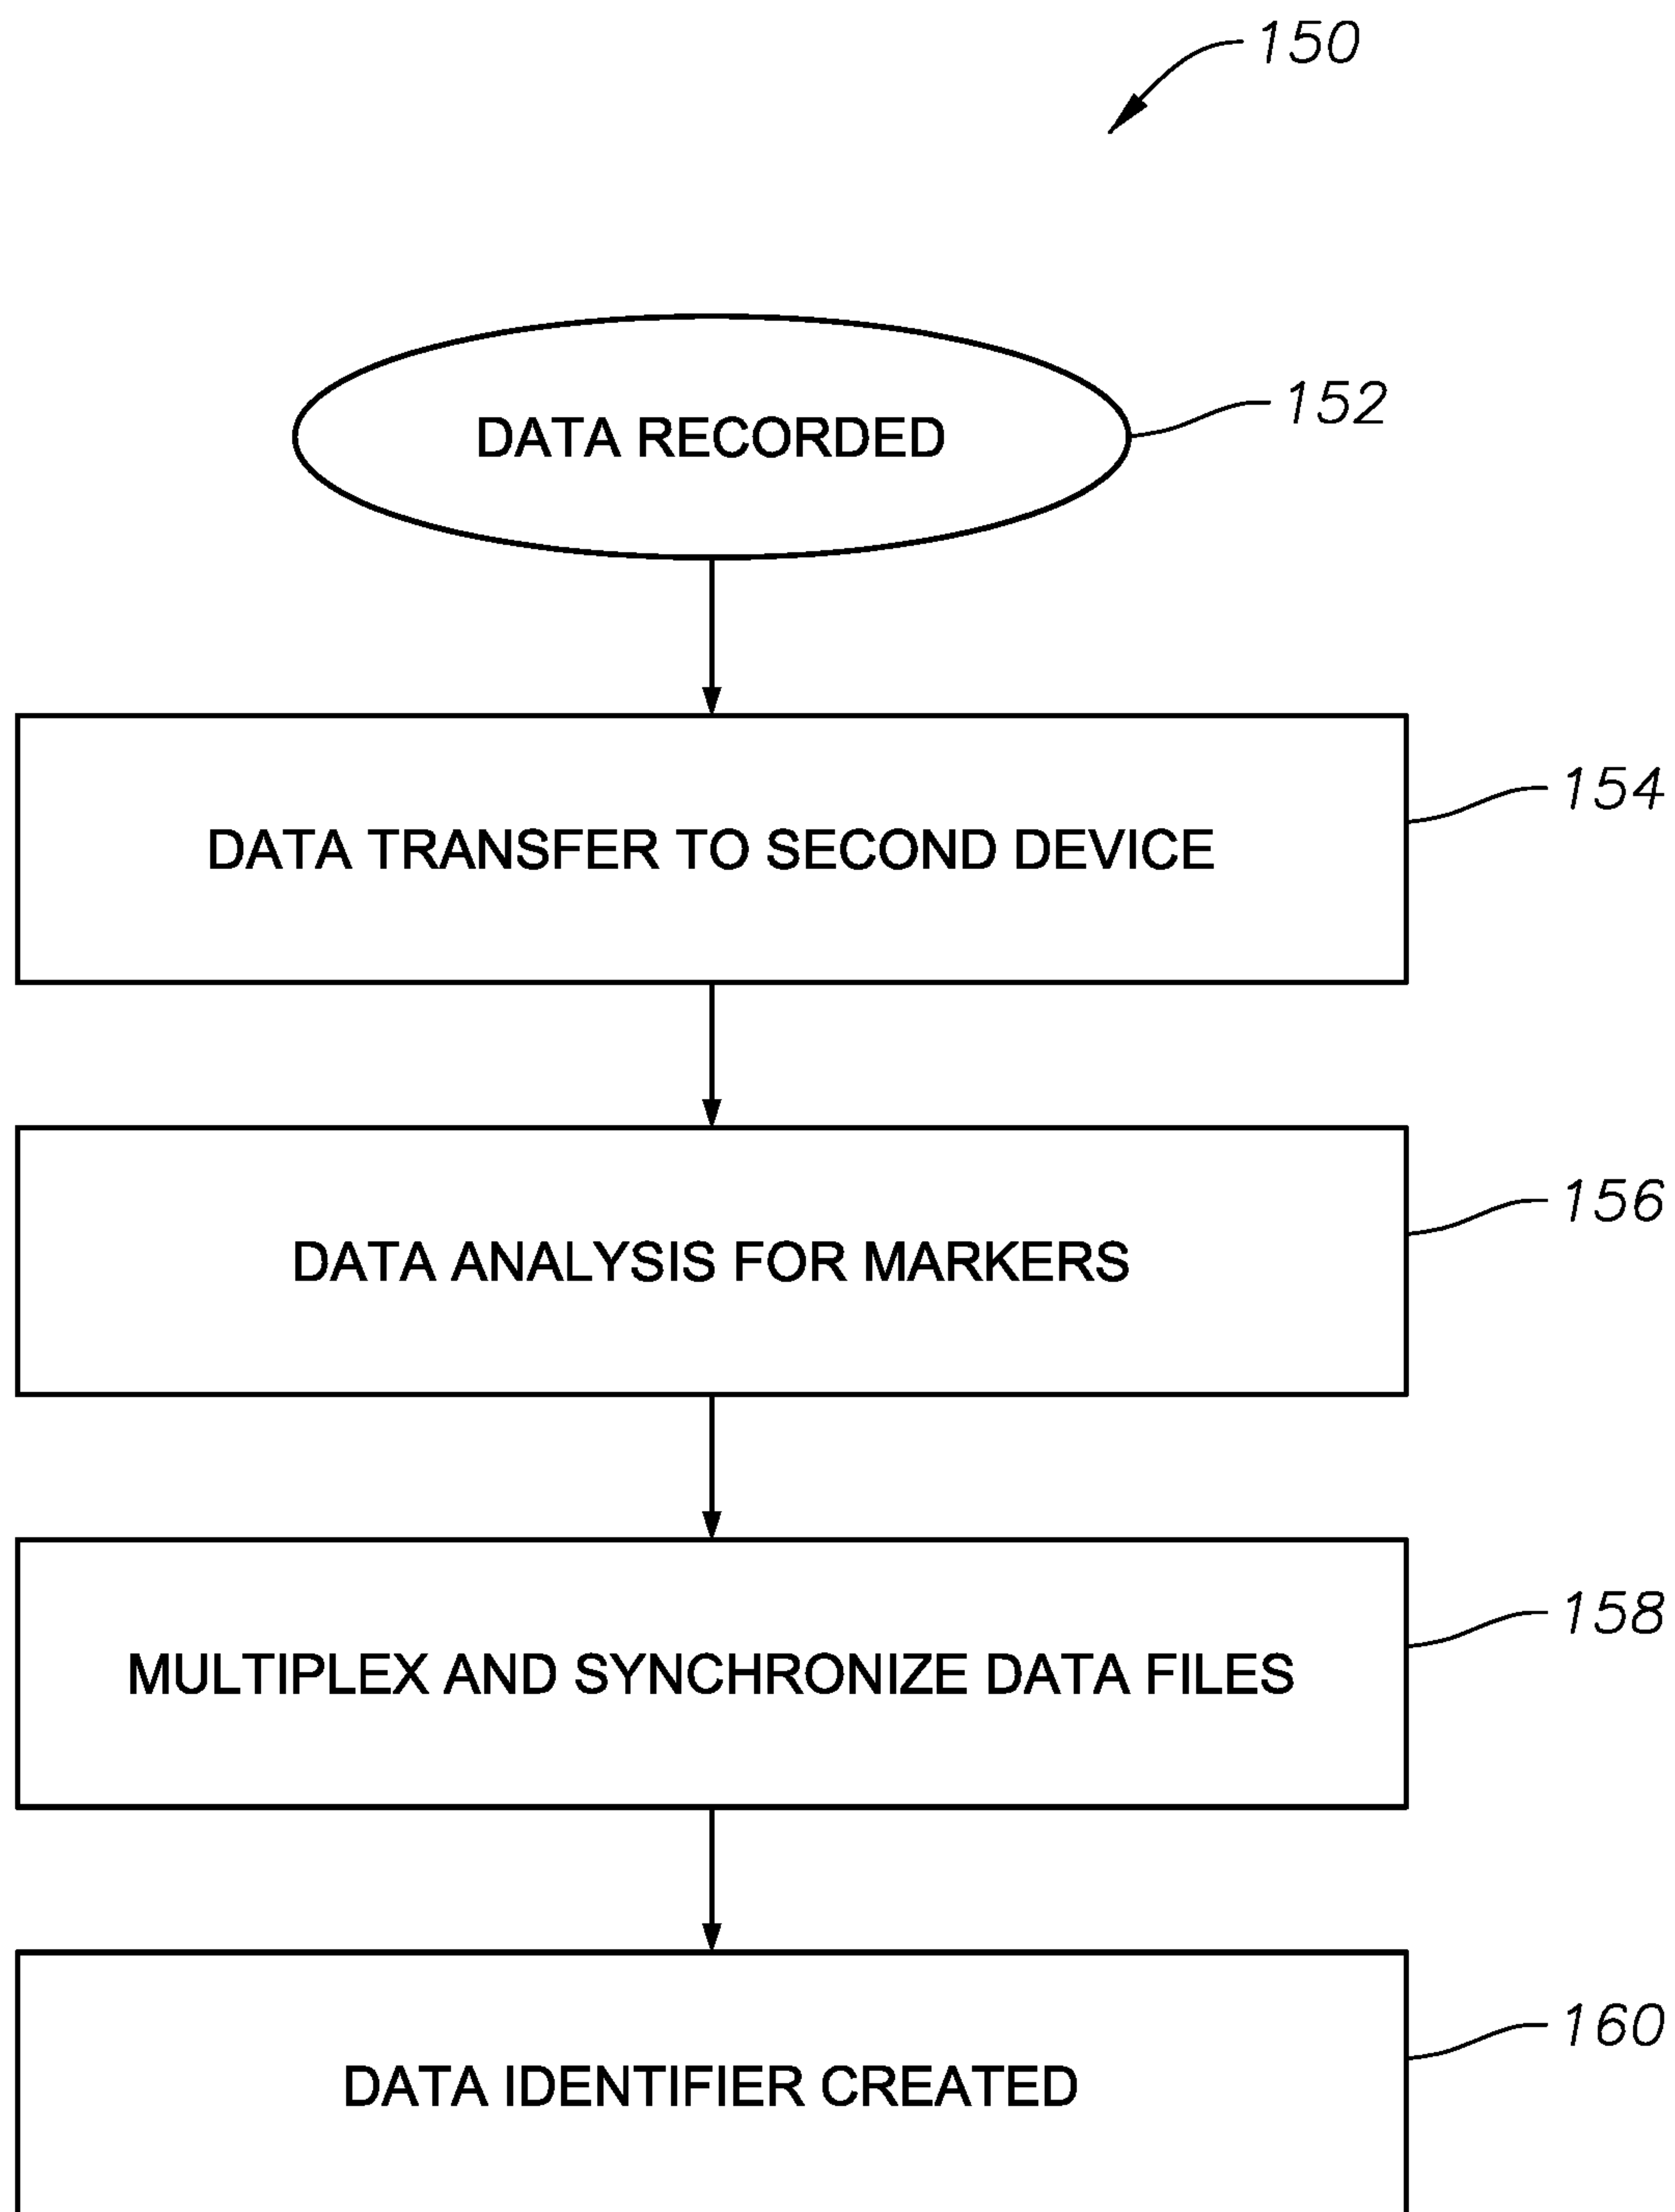 150
DATA RECORDED
152
DATA TRANSFER TO SECOND DEVICE
154
DATA ANALYSIS FOR MARKERS
156
MULTIPLEX AND SYNCHRONIZE DATA FILES
158
DATA IDENTIFIER CREATED
160